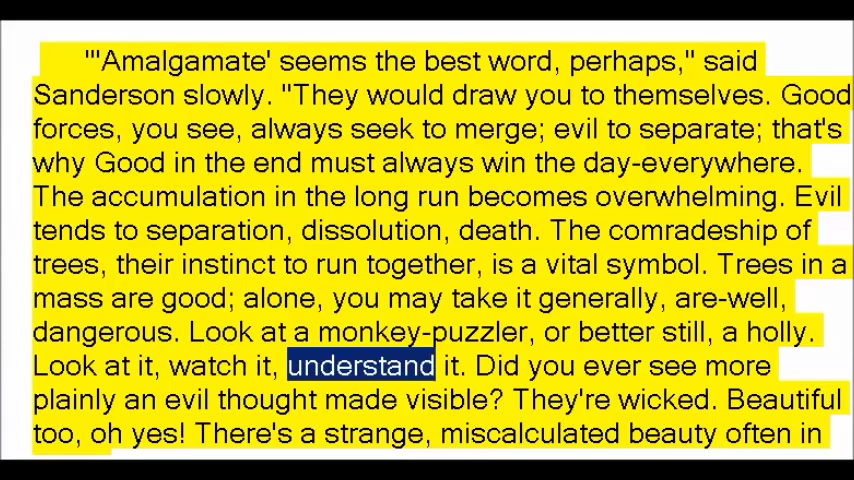 "'Amalgamate' seems the best word, perhaps," said
Sanderson slowly. "They would draw you to themselves. Good
forces, you see, always seek to merge; evil to separate; that's
why Good in the end must always win the day-everywhere.
The accumulation in the long run becomes overwhelming. Evil
tends to separation, dissolution, death. The comradeship of
trees, their instinct to run together, is a vital symbol. Trees in a
mass are good; alone, you may take it generally, are-well,
dangerous. Look at a monkey-puzzler, or better still, a holly.
Look at it, watch it, understand it. Did you ever see more
plainly an evil thought made visible? They're wicked. Beautiful
too, oh yes! There's a strange, miscalculated beauty often in